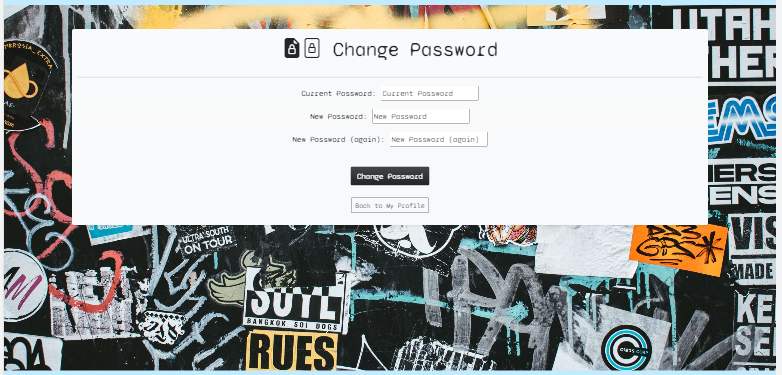 Change Password
Current Password: Current Password
New Password: New Password
New Password (again): New Password (again)
Change Password
Back to My Profile
UTAH
HER
EMS
HERS
ENS
VIS
MADE
KE
SE
ULTRA SOUTH
ON TOUR
SOYL
BANGKOK SOI DOGS
RUES